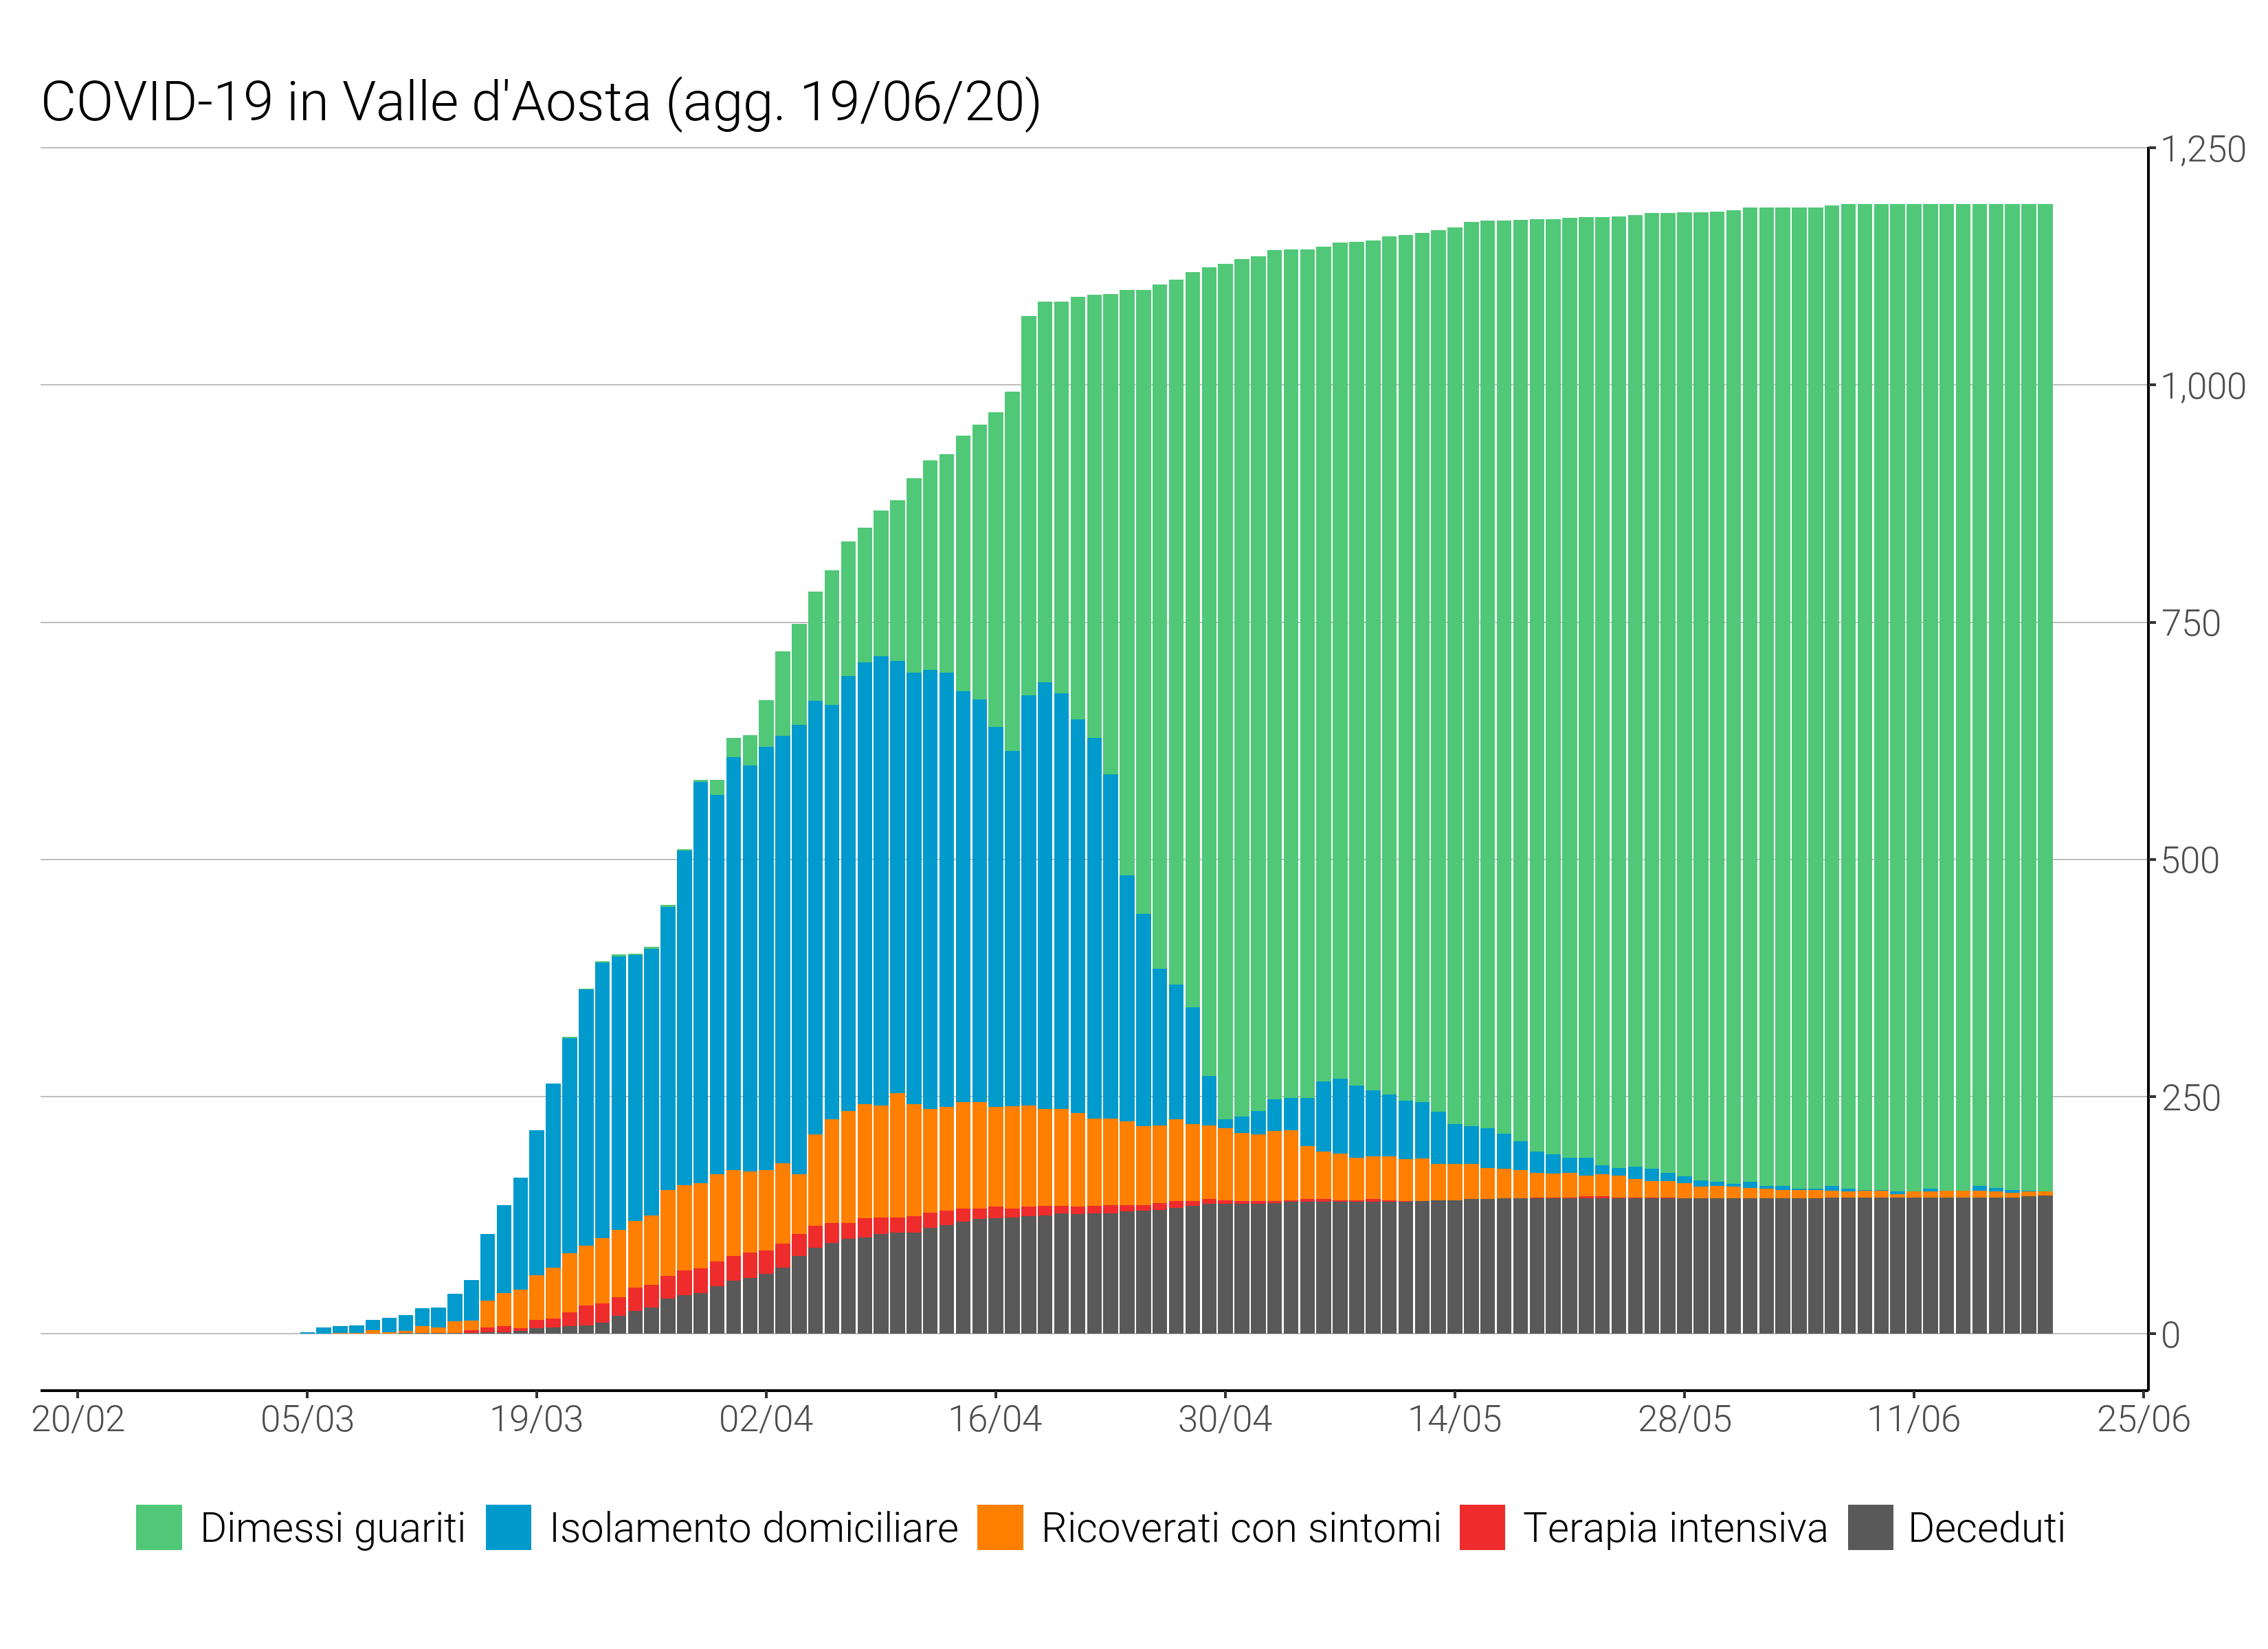 COVID-19 in Valle d'Aosta (agg. 19/06/20)
1,250
1,000
750
500
250
0
20/02 05/03 19/03 02/04 16/04 30/04 14/05 28/05 11/06 25/06
Dimessi guariti Isolamento domiciliare Ricoverati con sintomi Terapia intensiva Deceduti